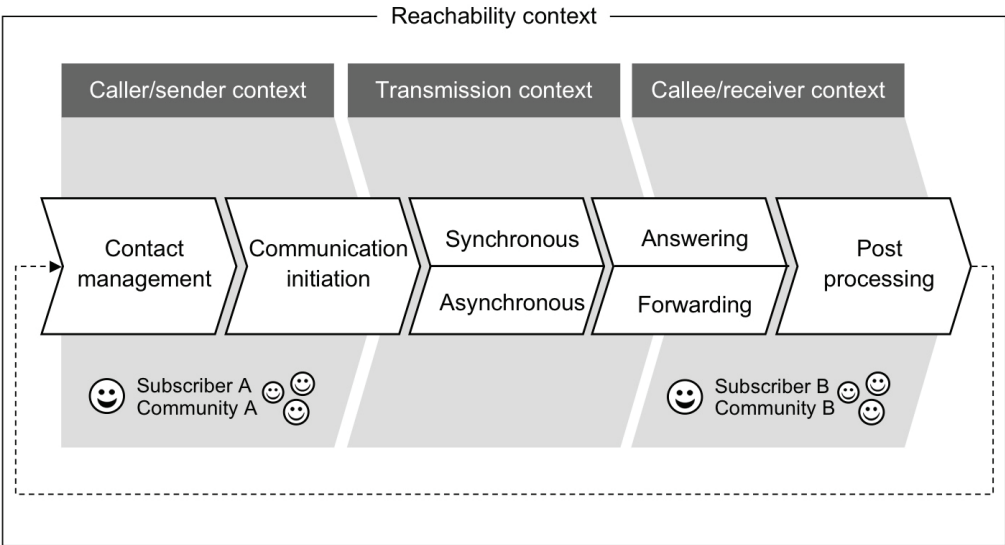 Reachability context
Caller/sender context
Transmission context
Callee/receiver context
Contact
management
Communication
initiation
Synchronous
Asynchronous
Answering
Forwarding
Post
processing
Subscriber A
Community A
Subscriber B
Community B